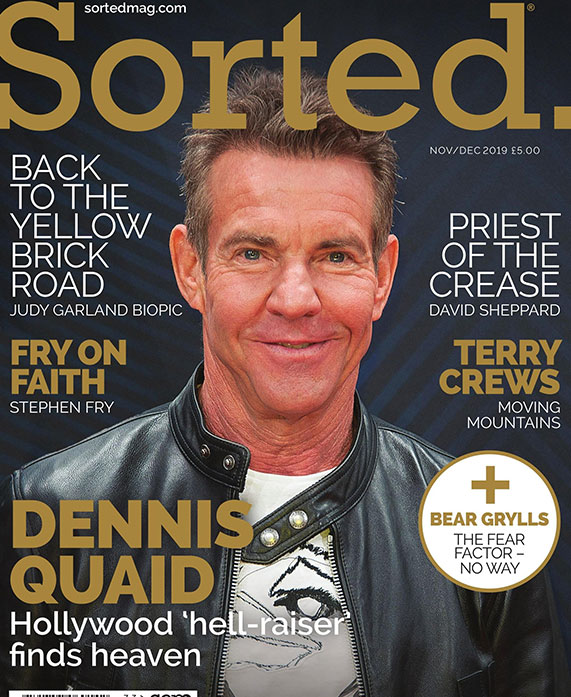 sortedmag.com
Sorted.®
NOV/DEC 2019 £5.00
BACK
TO THE
YELLOW
BRICK
ROAD
JUDY GARLAND BIOPIC
PRIEST
OF THE
CREASE
DAVID SHEPPARD
FRY ON
FAITH
STEPHEN FRY
TERRY
CREWS
MOVING
MOUNTAINS
+
BEAR GRYLLS
THE FEAR
FACTOR –
NO WAY
DENNIS
QUAID
Hollywood ‘hell-raiser’
finds heaven